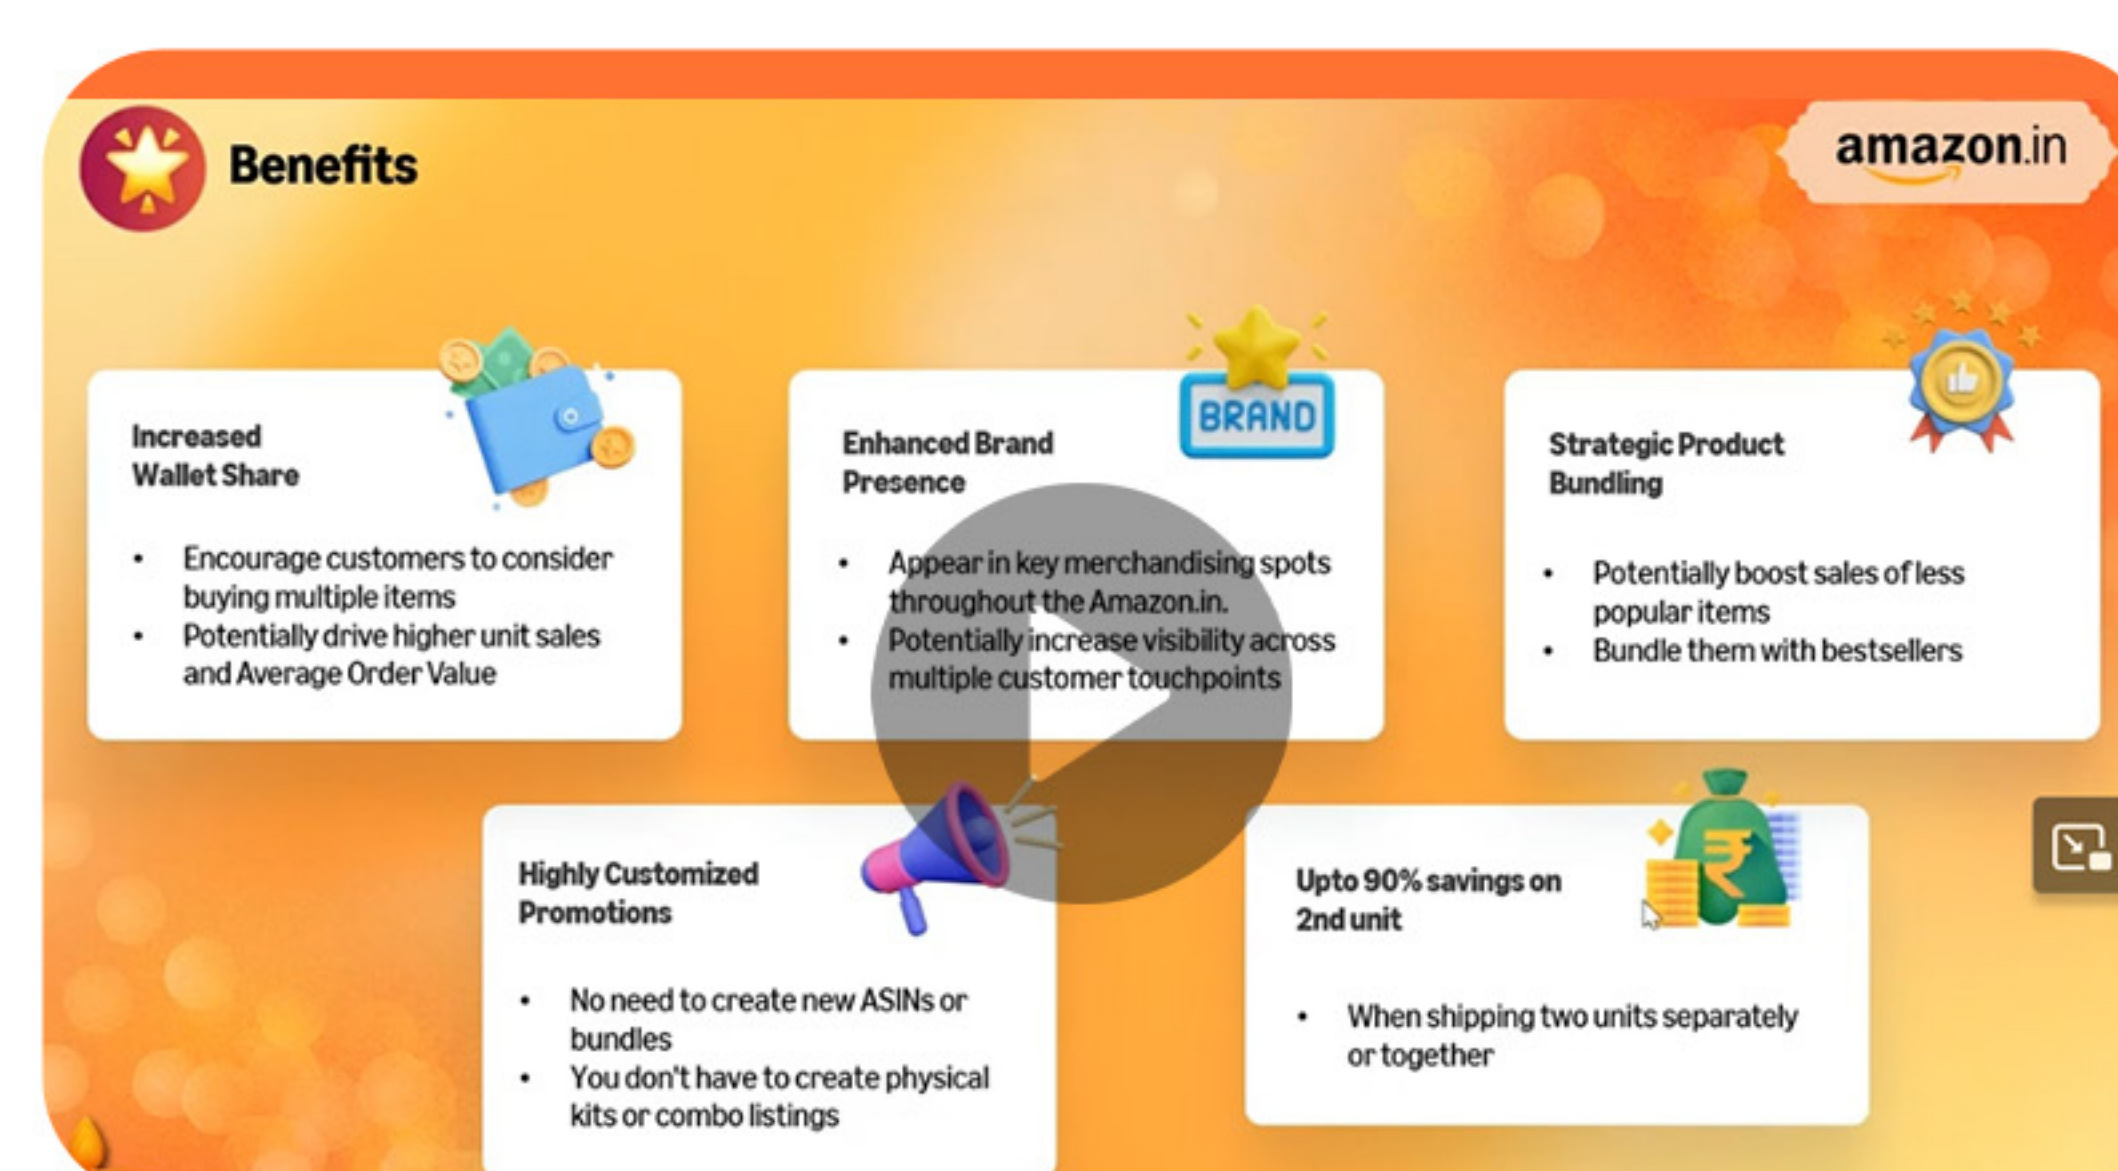 Benefits
amazon.in
Increased
Wallet Share
• Encourage customers to consider
buying multiple items
• Potentially drive higher unit sales
and Average Order Value
BRAND
Enhanced Brand
Presence
• Appear in key merchandising spots
throughout the Amazon.in.
• Potentially increase visibility across
multiple customer touchpoints
Strategic Product
Bundling
• Potentially boost sales of less
popular items
• Bundle them with bestsellers
Highly Customized
Promotions
• No need to create new ASINs or
bundles
• You don't have to create physical
kits or combo listings
Upto 90% savings on
2nd unit
₹
• When shipping two units separately
or together